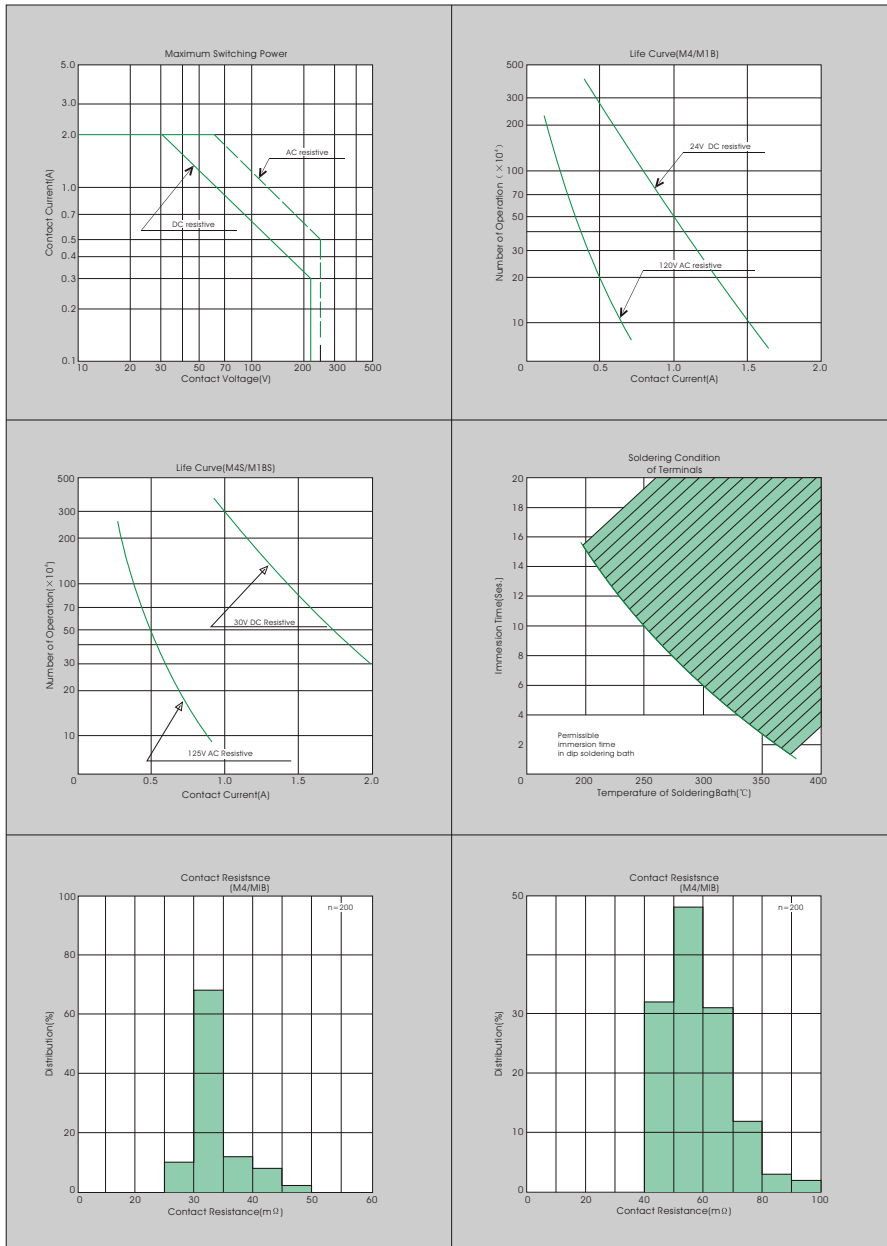 Maximum Switching Power
5.0
3.0
2.0
1.0
0.7
0.5
0.4
0.3
0.2
0.1
Contact Current(A)
AC resistive
DC resistive
10 20 30 50 100 200 300 500
Contact Voltage(V)
Life Curve(M4/M1B)
500
300
200
100
70
50
30
20
10
0
Number of Operation (×10⁴)
24V DC resistive
120V AC resistive
0.5 1.0 1.5 2.0
Contact Current(A)
Life Curve(M4S/M1BS)
500
300
200
100
70
50
30
20
10
0
Number of Operation(×10⁴)
30V DC Resistive
125V AC Resistive
0.5 1.0 1.5 2.0
Contact Current(A)
Soldering Condition
of Terminals
20
18
16
14
12
10
8
6
4
2
0
Immersion Time(Ses.)
Permissible
immersion time
in dip soldering bath
200 250 300 350 400
Temperature of SolderingBath(℃)
Contact Resistsnce
(M4/MIB)
100
80
60
40
20
0
Distribution(%)
n=200
0 20 30 40 50 60
Contact Resistance(mΩ)
Contact Resistsnce
(M4/MIB)
50
30
20
10
0
Distribution(%)
n=200
20 40 60 80 100
Contact Resistance(mΩ)